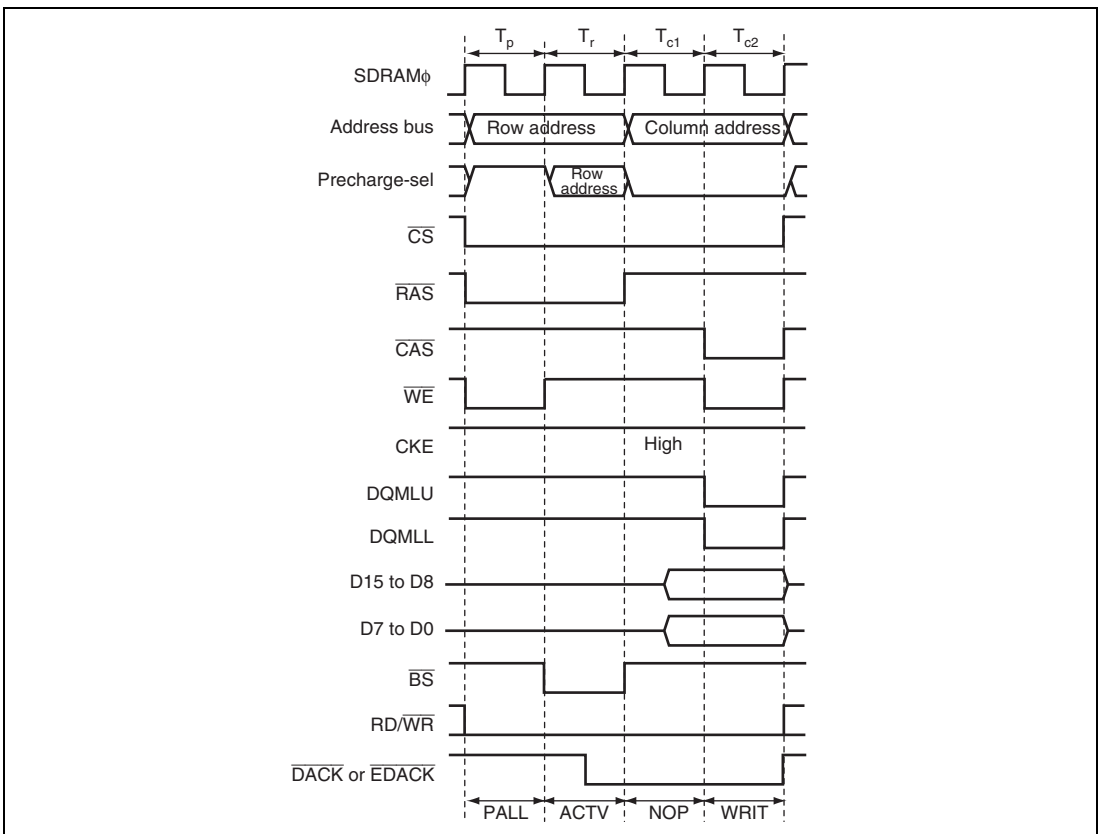 Tp Tr Tc1 Tc2
SDRAMϕ
Address bus Row address Column address
Precharge-sel Row address
CS
RAS
CAS
WE
CKE High
DQMLU
DQMLL
D15 to D8
D7 to D0
BS
RD/WR
DACK or EDACK
PALL ACTV NOP WRIT